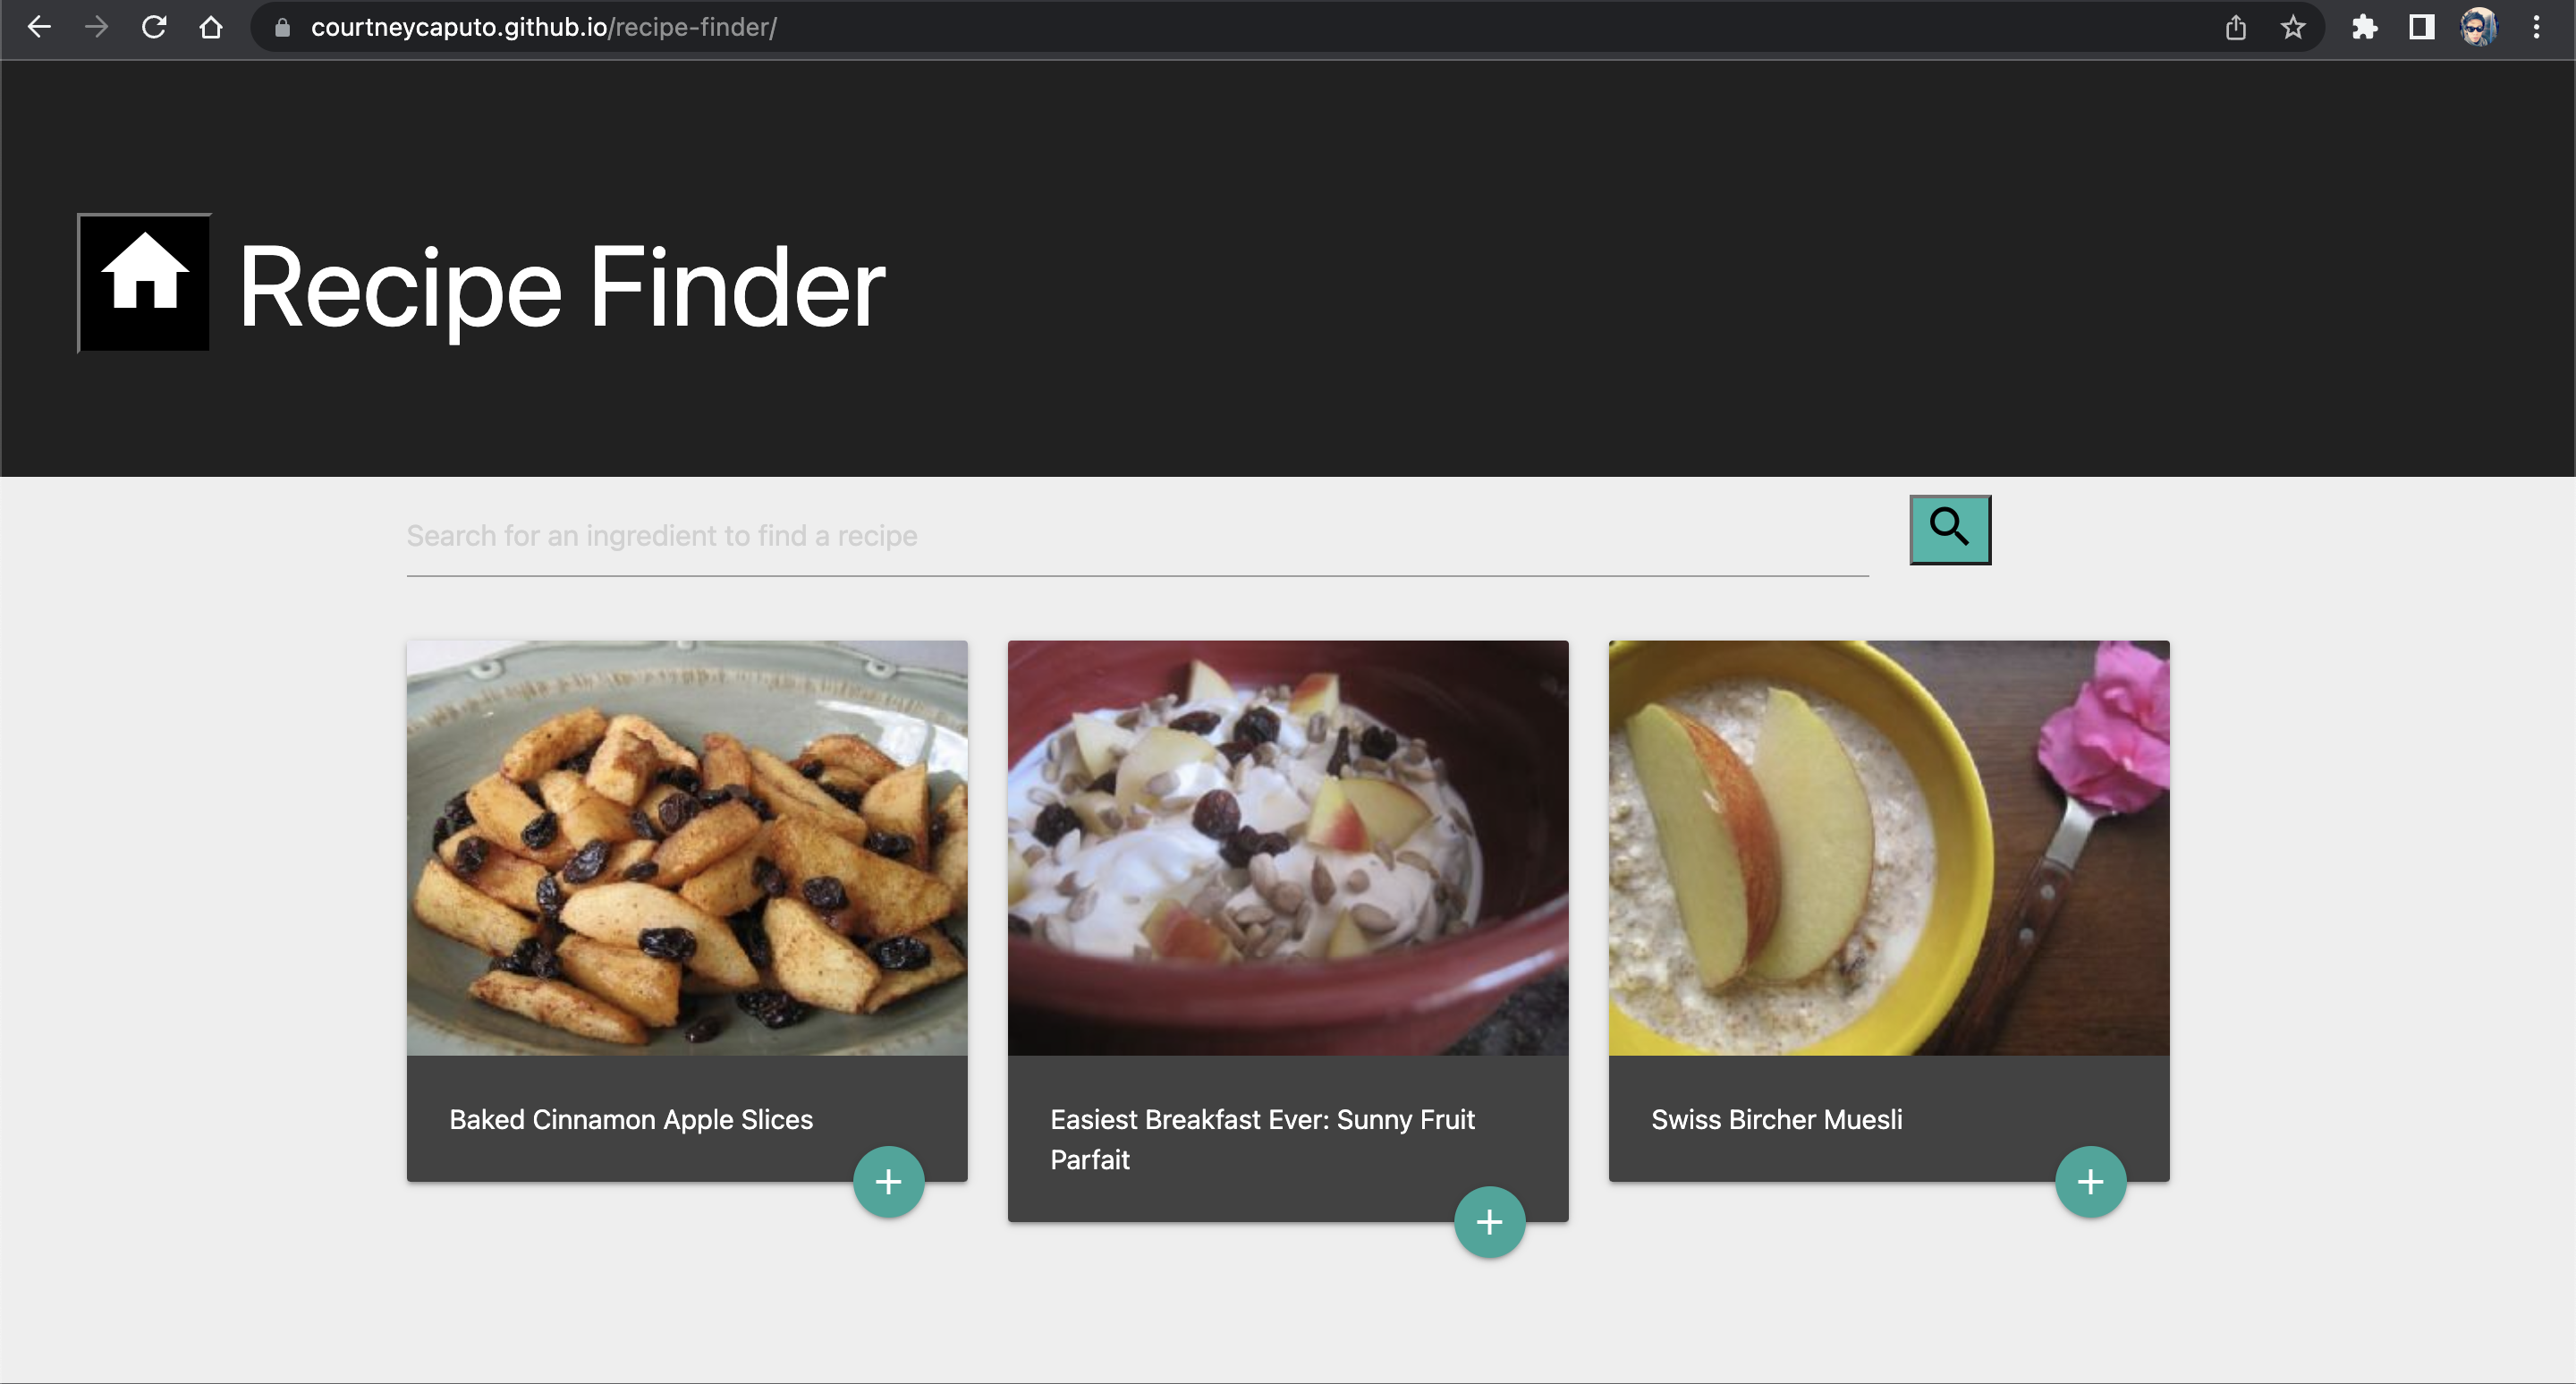 courtneycaputo.github.io/recipe-finder/
Recipe Finder
Search for an ingredient to find a recipe
Baked Cinnamon Apple Slices
Easiest Breakfast Ever: Sunny Fruit
Parfait
Swiss Bircher Muesli